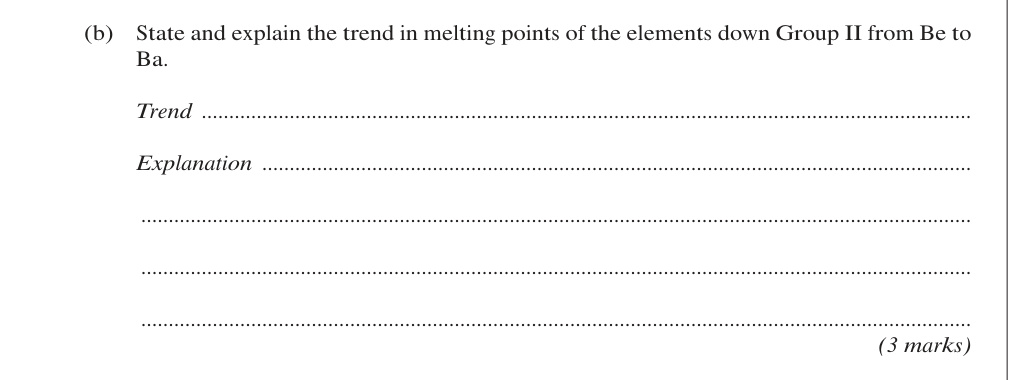 (b) State and explain the trend in melting points of the elements down Group II from Be to
Ba.
Trend ..........................................................................................................................................
Explanation ................................................................................................................................
......................................................................................................................................................
......................................................................................................................................................
......................................................................................................................................................
(3 marks)